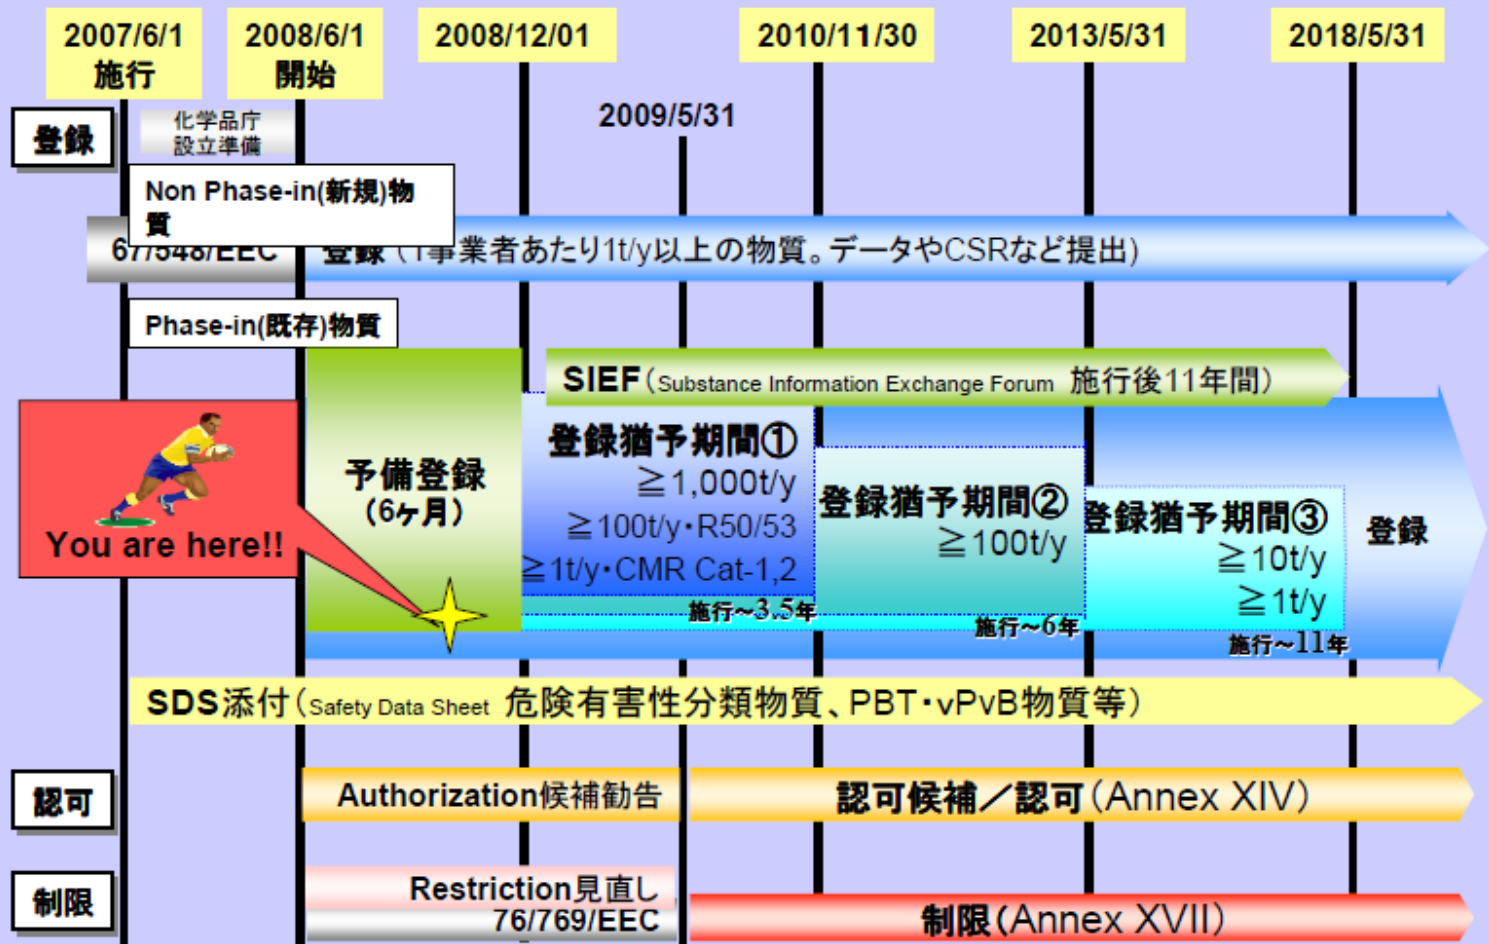 2007/6/1
施行
2008/6/1
開始
2008/12/01
2010/11/30
2013/5/31
2018/5/31
2009/5/31
登録
化学品庁
設立準備
Non Phase-in(新規)物
質
67/548/EEC
登録（1事業者あたり1t/y以上の物質。データやCSRなど提出)
Phase-in(既存)物質
SIEF（Substance Information Exchange Forum 施行後11年間）
You are here!!
予備登録
（6ヶ月）
登録猶予期間①
≧1,000t/y
≧100t/y・R50/53
≧1t/y・CMR Cat-1,2
施行～3.5年
登録猶予期間②
≧100t/y
施行～6年
登録猶予期間③
≧10t/y
≧1t/y
施行～11年
登録
SDS添付（Safety Data Sheet 危険有害性分類物質、PBT・vPvB物質等）
認可
Authorization候補勧告
認可候補／認可（Annex XIV）
制限
Restriction見直し
76/769/EEC
制限（Annex XVII）